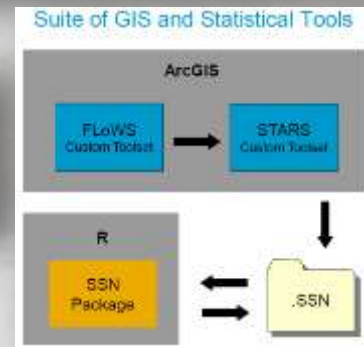 Suite of GIS and Statistical Tools
ArcGIS
FLoWS
Custom Toolset
STARS
Custom Toolset
R
SSN
Package
.SSN